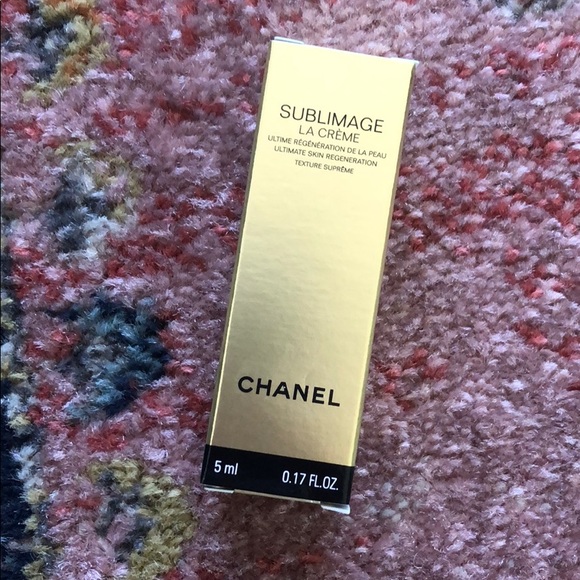 SUBLIMAGE
LA CRÈME
ULTIME RÉGÉNÉRATION DE LA PEAU
ULTIMATE SKIN REGENERATION
TEXTURE SUPRÊME
CHANEL
5 ml 0.17 FL.OZ.